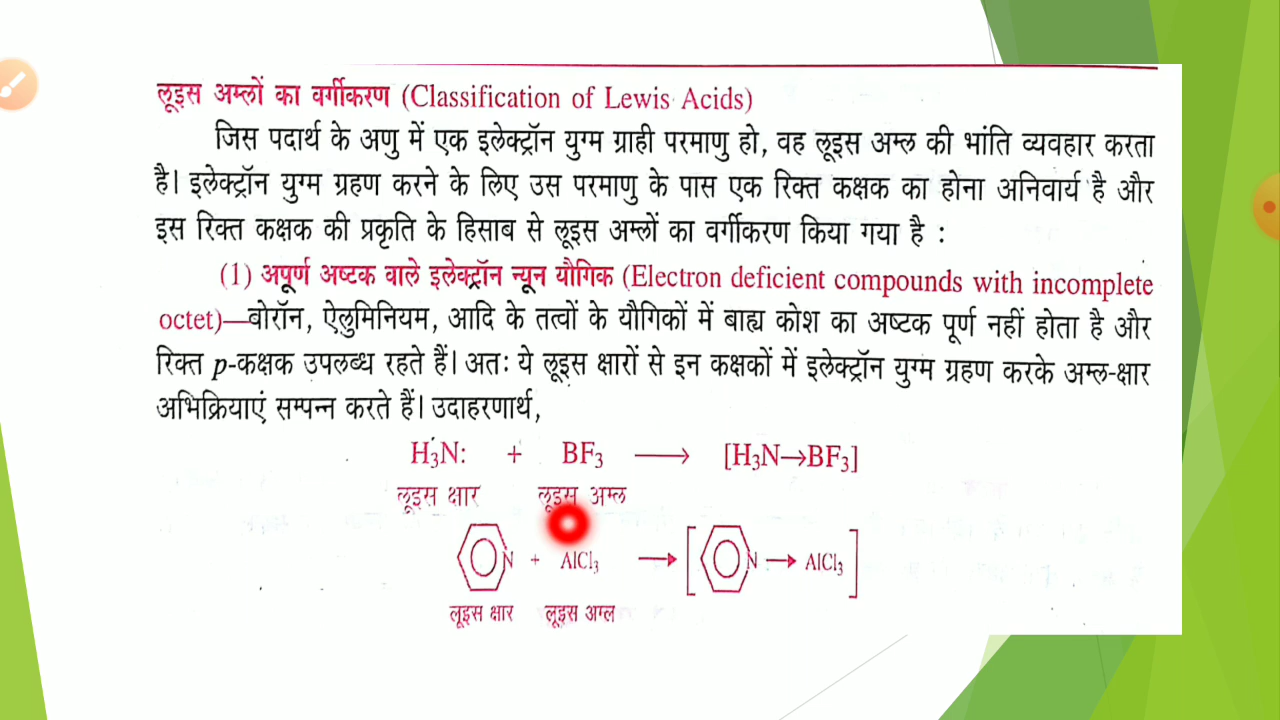 लूइस अम्लों का वर्गीकरण (Classification of Lewis Acids)
जिस पदार्थ के अणु में एक इलेक्ट्रॉन युग्म ग्राही परमाणु हो, वह लूइस अम्ल की भांति व्यवहार करता
है। इलेक्ट्रॉन युग्म ग्रहण करने के लिए उस परमाणु के पास एक रिक्त कक्षक का होना अनिवार्य है और
इस रिक्त कक्षक की प्रकृति के हिसाब से लूइस अम्लों का वर्गीकरण किया गया है :
(1) अपूर्ण अष्टक वाले इलेक्ट्रॉन न्यून यौगिक (Electron deficient compounds with incomplete
octet)—बोरॉन, ऐलुमिनियम, आदि के तत्वों के यौगिकों में बाह्य कोश का अष्टक पूर्ण नहीं होता है और
रिक्त p-कक्षक उपलब्ध रहते हैं। अतः ये लूइस क्षारों से इन कक्षकों में इलेक्ट्रॉन युग्म ग्रहण करके अम्ल-क्षार
अभिक्रियाएं सम्पन्न करते हैं। उदाहरणार्थ,
H₃N: + BF₃ ⟶ [H₃N→BF₃]
लूइस क्षार लूइस अम्ल
N + AlCl₃ ⟶ [N ⟶ AlCl₃]
लूइस क्षार लूइस अम्ल